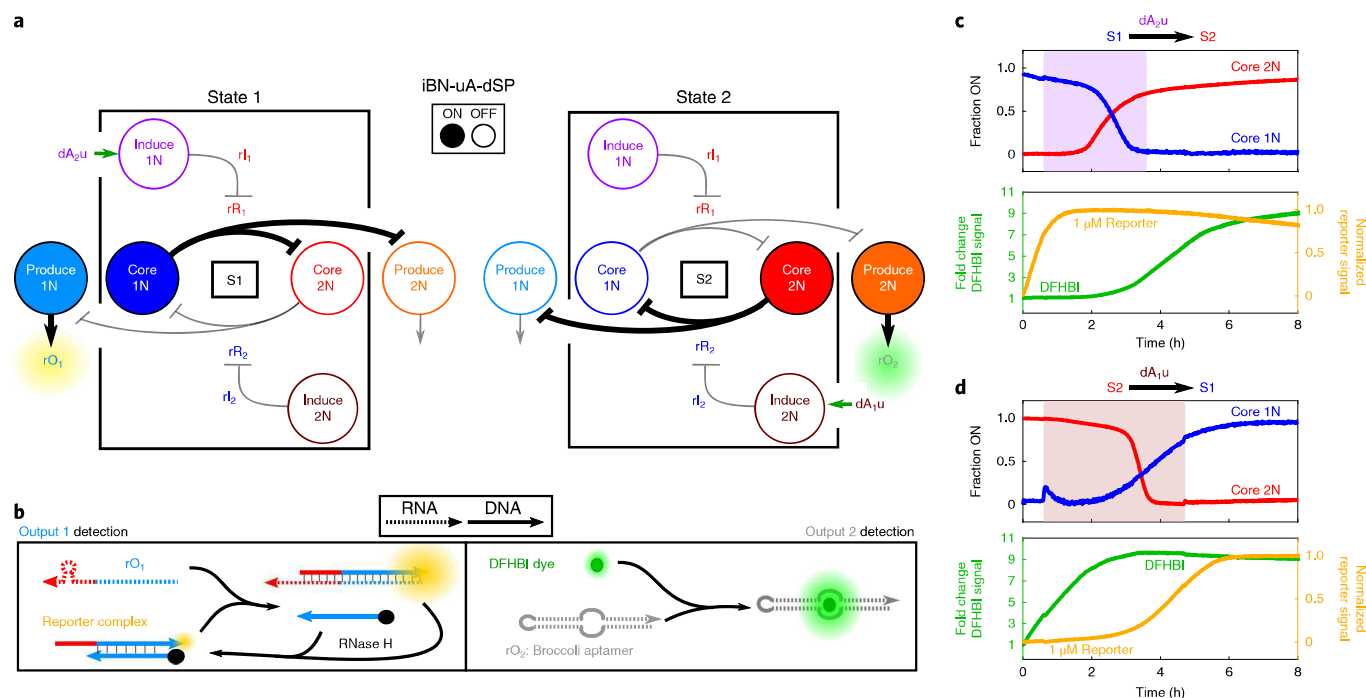 a
iBN-uA-dSP
ON OFF
State 1
dA2u
Induce
1N
rI1
rR1
Produce
1N
Core
1N
S1
Core
2N
Produce
2N
rO1
rR2
rI2
Induce
2N
State 2
Induce
1N
rI1
rR1
Produce
1N
Core
1N
S2
Core
2N
Produce
2N
rO2
rR2
rI2
Induce
2N
dA1u
b
RNA DNA
Output 1 detection
rO1
Reporter complex
RNase H
Output 2 detection
DFHBI dye
rO2: Broccoli aptamer
c
dA2u
S1 S2
Fraction ON
1.0
0.5
0
Core 2N
Core 1N
Fold change
DFHBI signal
11
9
7
5
3
1
1 µM Reporter
DFHBI
1.0
0.5
0
Normalized
reporter signal
0 2 4 6 8
Time (h)
d
dA1u
S2 S1
Fraction ON
1.0
0.5
0
Core 1N
Core 2N
Fold change
DFHBI signal
11
9
7
5
3
1
DFHBI
1 µM Reporter
1.0
0.5
0
Normalized
reporter signal
0 2 4 6 8
Time (h)